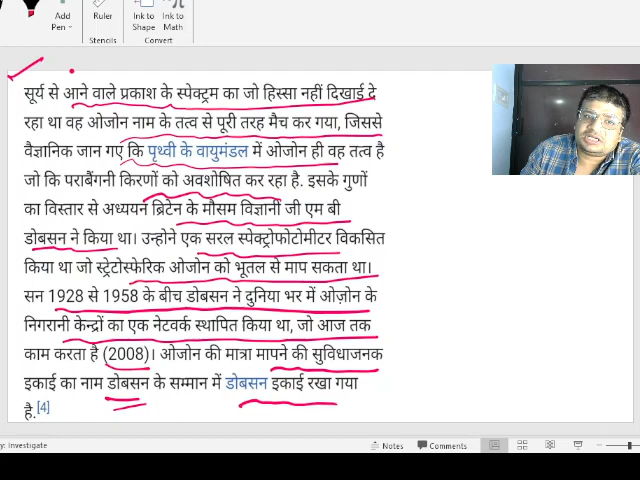 Add
Pen
Ruler
Stencils
Ink to
Shape
Ink to
Math
Convert
सूर्य से आने वाले प्रकाश के स्पेक्ट्रम का जो हिस्सा नहीं दिखाई दे
रहा था वह ओजोन नाम के तत्व से पूरी तरह मैच कर गया, जिससे
वैज्ञानिक जान गए कि पृथ्वी के वायुमंडल में ओजोन ही वह तत्व है
जो कि पराबैंगनी किरणों को अवशोषित कर रहा है. इसके गुणों
का विस्तार से अध्ययन ब्रिटेन के मौसम विज्ञानी जी एम बी
डोबसन ने किया था। उन्होने एक सरल स्पेक्ट्रोफोटोमीटर विकसित
किया था जो स्ट्रेटोस्फेरिक ओजोन को भूतल से माप सकता था।
सन 1928 से 1958 के बीच डोबसन ने दुनिया भर में ओज़ोन के
निगरानी केन्द्रों का एक नेटवर्क स्थापित किया था, जो आज तक
काम करता है (2008)। ओजोन की मात्रा मापने की सुविधाजनक
इकाई का नाम डोबसन के सम्मान में डोबसन इकाई रखा गया
है.[4]
ty: Investigate
Notes
Comments